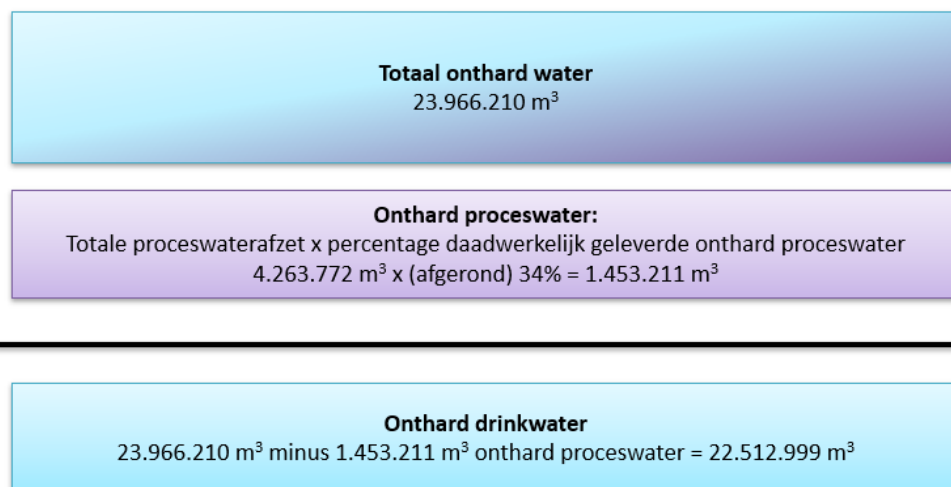 Totaal onthard water
23.966.210 m³
Onthard proceswater:
Totale proceswaterafzet x percentage daadwerkelijk geleverde onthard proceswater
4.263.772 m³ x (afgerond) 34% = 1.453.211 m³
Onthard drinkwater
23.966.210 m³ minus 1.453.211 m³ onthard proceswater = 22.512.999 m³